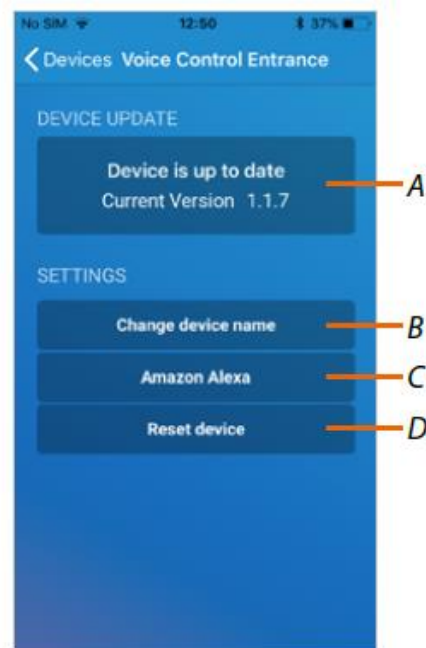 No SIM 12:50 37%
Devices Voice Control Entrance
DEVICE UPDATE
Device is up to date
Current Version 1.1.7
A
SETTINGS
Change device name
B
Amazon Alexa
C
Reset device
D